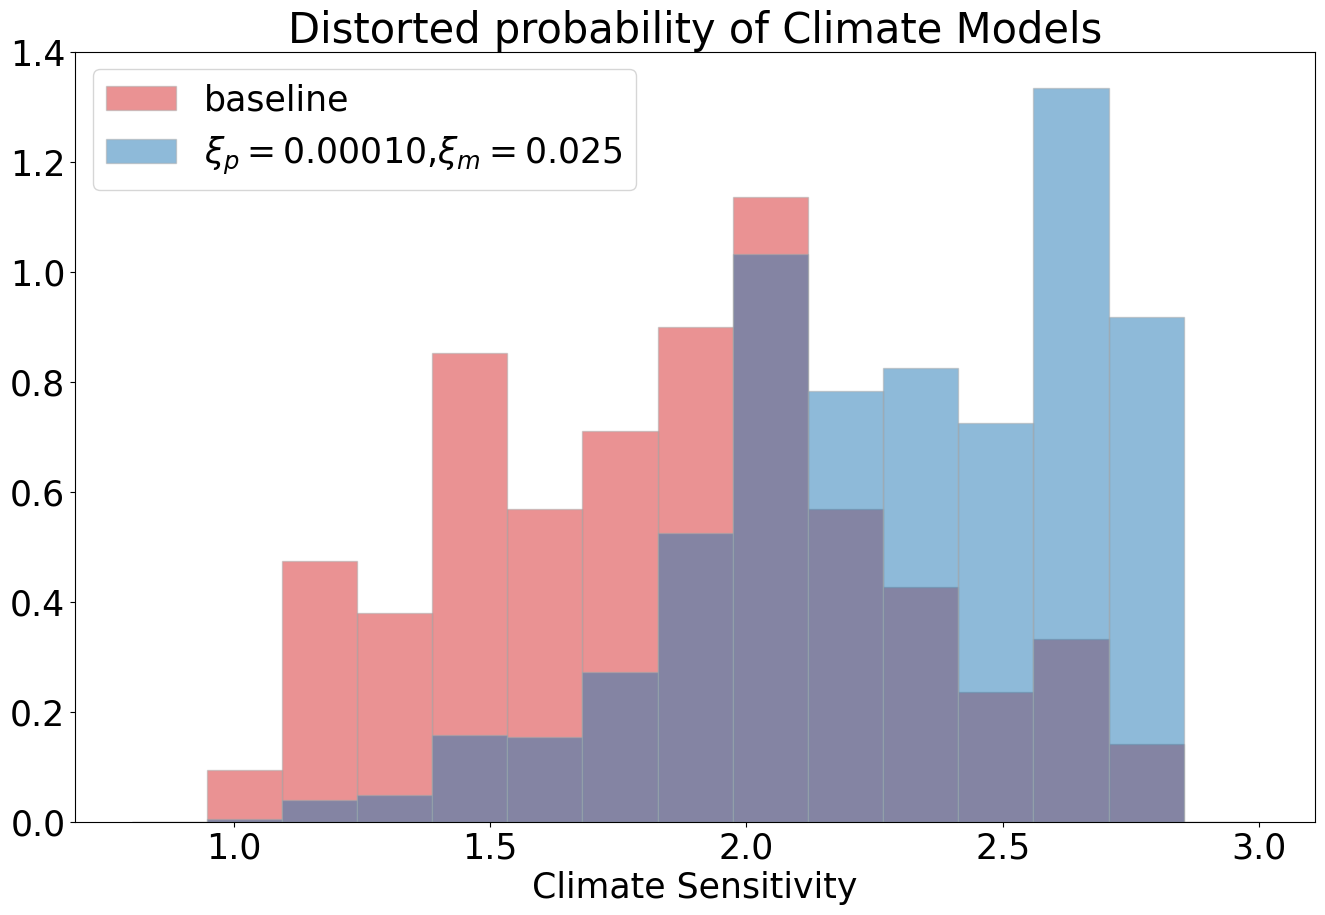 Distorted probability of Climate Models
1.4
1.2
1.0
0.8
0.6
0.4
0.2
0.0
baseline
ξₚ = 0.00010,ξₘ = 0.025
1.0 1.5 2.0 2.5 3.0
Climate Sensitivity